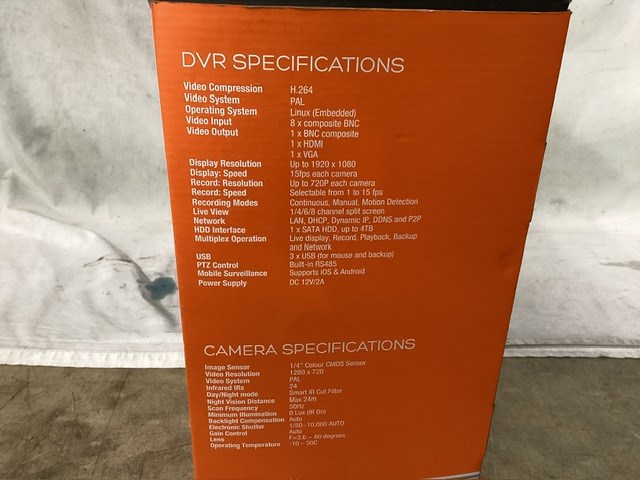 DVR SPECIFICATIONS
Video Compression H.264
Video System PAL
Operating System Linux (Embedded)
Video Input 8 x composite BNC
Video Output 1 x BNC composite
1 x HDMI
1 x VGA
Display Resolution Up to 1920 x 1080
Display: Speed 15fps each camera
Record: Resolution Up to 720P each camera
Record: Speed Selectable from 1 to 15 fps
Recording Modes Continuous, Manual, Motion Detection
Live View 1/4/6/8 channel split screen
Network LAN, DHCP, Dynamic IP, DDNS and P2P
HDD Interface 1 x SATA HDD, up to 4TB
Multiplex Operation Live display, Record, Playback, Backup
and Network
USB 3 x USB (for mouse and backup)
PTZ Control Built-in RS485
Mobile Surveillance Supports iOS & Android
Power Supply DC 12V/2A
CAMERA SPECIFICATIONS
Image Sensor 1/4" Colour CMOS Sensor
Video Resolution 1280 x 720
Video System PAL
Infrared IRs 24
Day/Night mode Smart IR Cut Filter
Night Vision Distance Max 24m
Scan Frequency 50Hz
Minimum Illumination 0 Lux (IR On)
Backlight Compensation Auto
Electronic Shutter 1/50-10,000 AUTO
Gain Control Auto
Lens F=3.6 - 60 degrees
Operating Temperature -10 - 50C